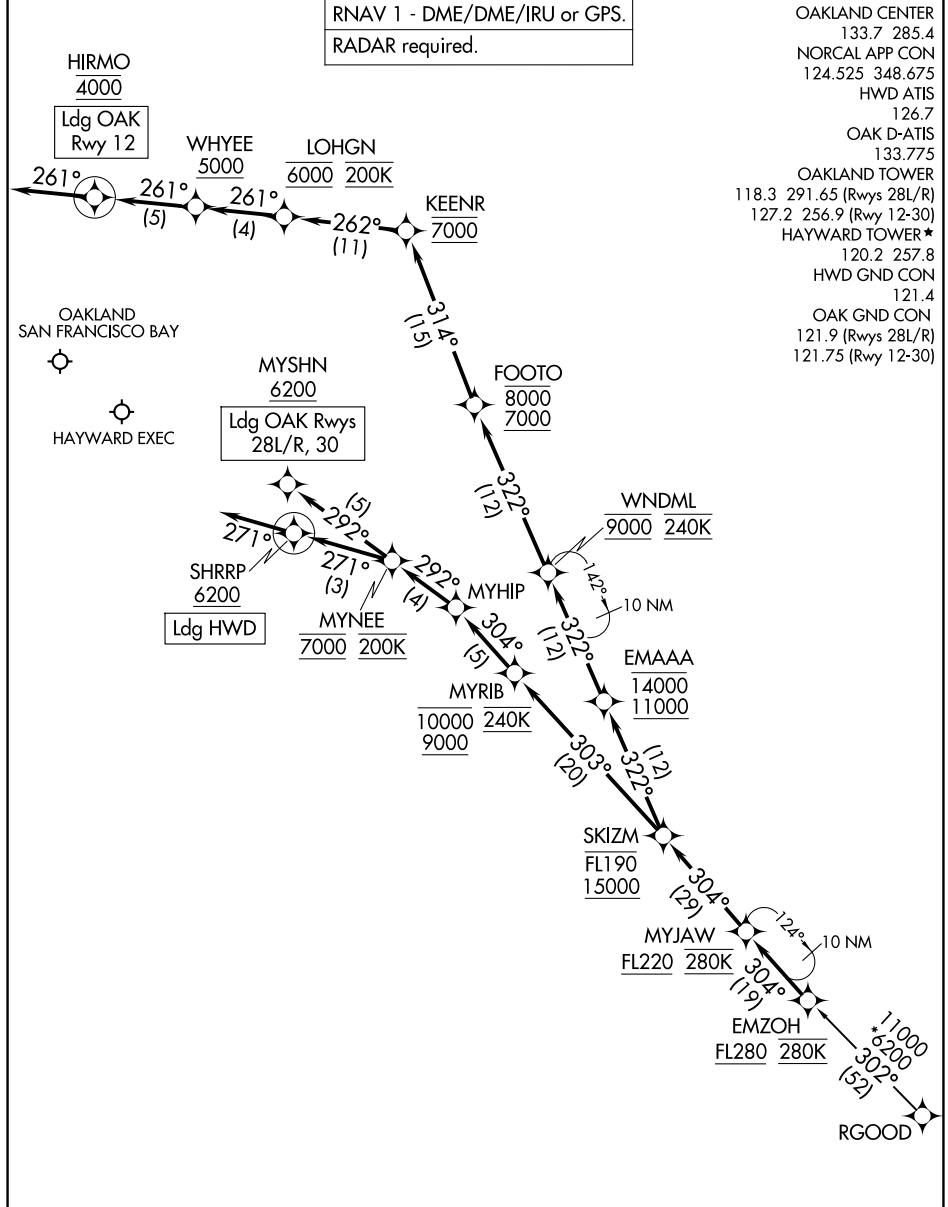 RNAV 1 - DME/DME/IRU or GPS.
RADAR required.
OAKLAND CENTER
133.7 285.4
NORCAL APP CON
124.525 348.675
HWD ATIS
126.7
OAK D-ATIS
133.775
OAKLAND TOWER
118.3 291.65 (Rwys 28L/R)
127.2 256.9 (Rwy 12-30)
HAYWARD TOWER★
120.2 257.8
HWD GND CON
121.4
OAK GND CON
121.9 (Rwys 28L/R)
121.75 (Rwy 12-30)
HIRMO
4000
Ldg OAK
Rwy 12
261°
261°
(5)
WHYEE
5000
261°
(4)
LOHGN
6000 200K
262°
(11)
KEENR
7000
314°
(15)
OAKLAND
SAN FRANCISCO BAY
HAYWARD EXEC
FOOTO
8000
7000
322°
(12)
MYSHN
6200
Ldg OAK Rwys
28L/R, 30
(5)
292°
WNDML
9000 240K
142°
10 NM
271°
SHRRP
6200
Ldg HWD
271°
(3)
MYNEE
7000 200K
292°
(4)
MYHIP
304°
(5)
322°
(12)
EMAAA
14000
11000
MYRIB
10000 240K
9000
303°
(20)
(12)
322°
SKIZM
FL190
15000
304°
(29)
MYJAW
FL220 280K
124°
10 NM
304°
(19)
EMZOH
FL280 280K
11000
*6200
302°
(52)
RGOOD